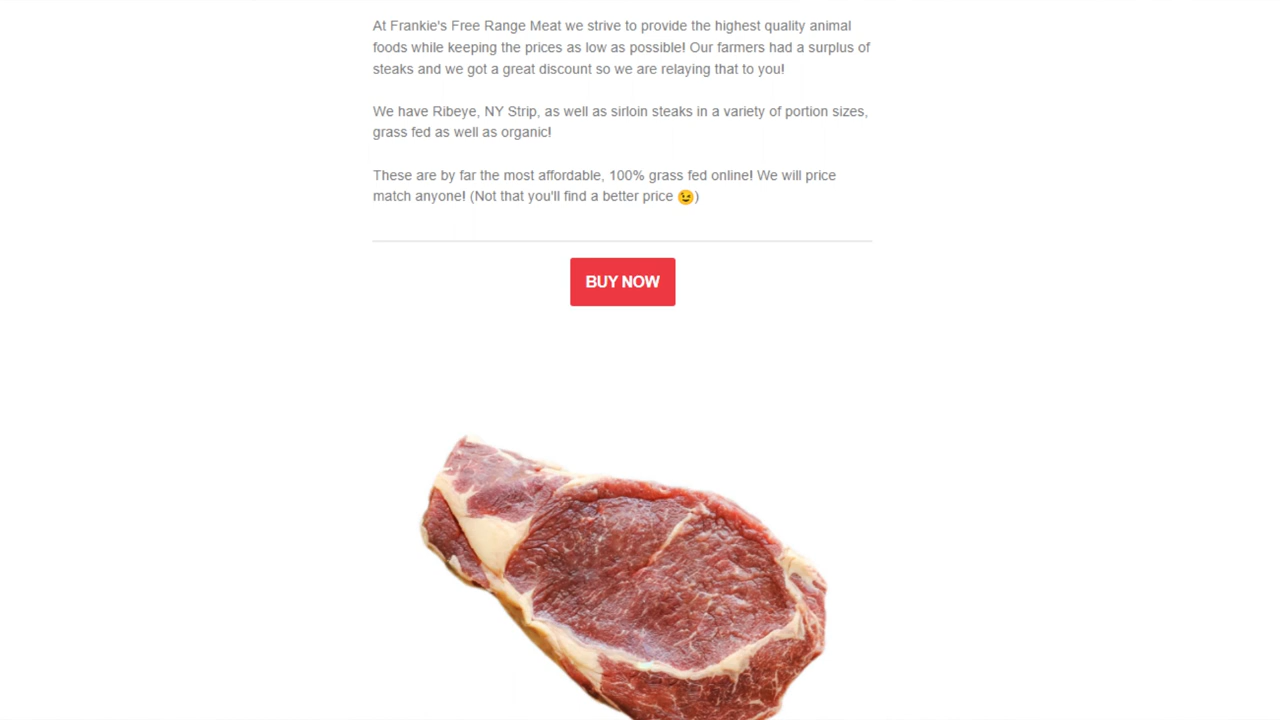 At Frankie's Free Range Meat we strive to provide the highest quality animal
foods while keeping the prices as low as possible! Our farmers had a surplus of
steaks and we got a great discount so we are relaying that to you!
We have Ribeye, NY Strip, as well as sirloin steaks in a variety of portion sizes,
grass fed as well as organic!
These are by far the most affordable, 100% grass fed online! We will price
match anyone! (Not that you'll find a better price 😉)
BUY NOW